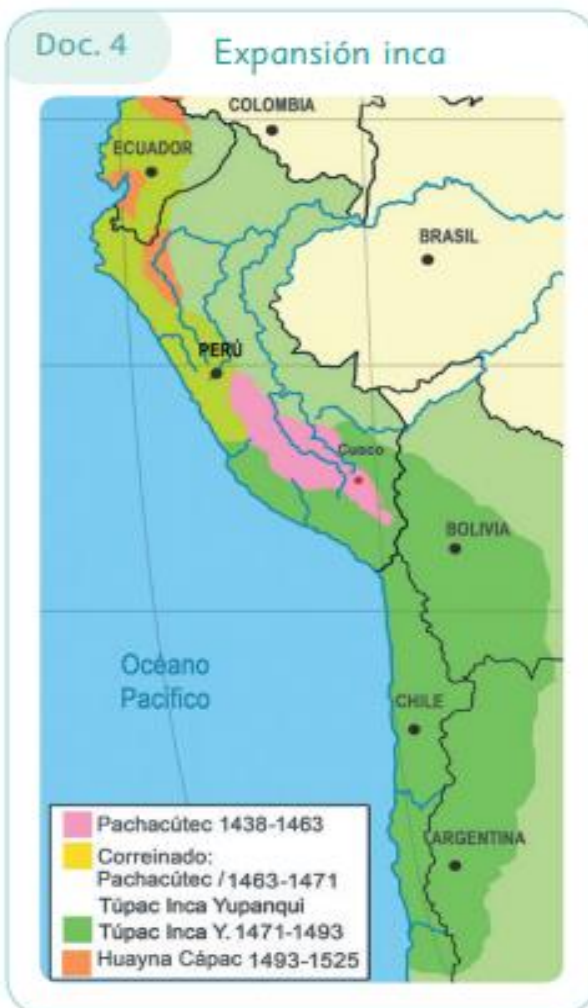 Doc. 4
Expansión inca
COLOMBIA
ECUADOR
BRASIL
PERÚ
Cusco
BOLIVIA
Océano
Pacífico
CHILE
ARGENTINA
Pachacútec 1438-1463
Correinado:
Pachacútec / 1463-1471
Túpac Inca Yupanqui
Túpac Inca Y. 1471-1493
Huayna Cápac 1493-1525